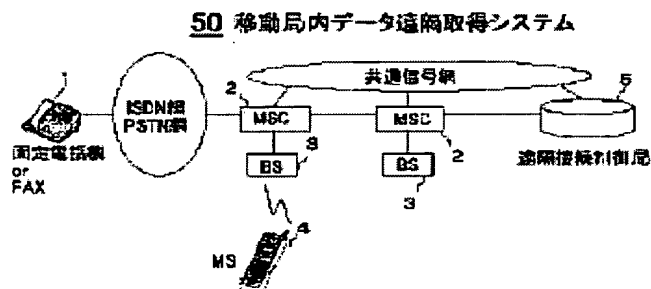 50 移動局内データ遠隔取得システム
共通信号網
1
ISDN網
PSTN網
2
MSC
MSC
2
5
固定電話機
or
FAX
BS
3
BS
3
遠隔接続制御局
4
MS